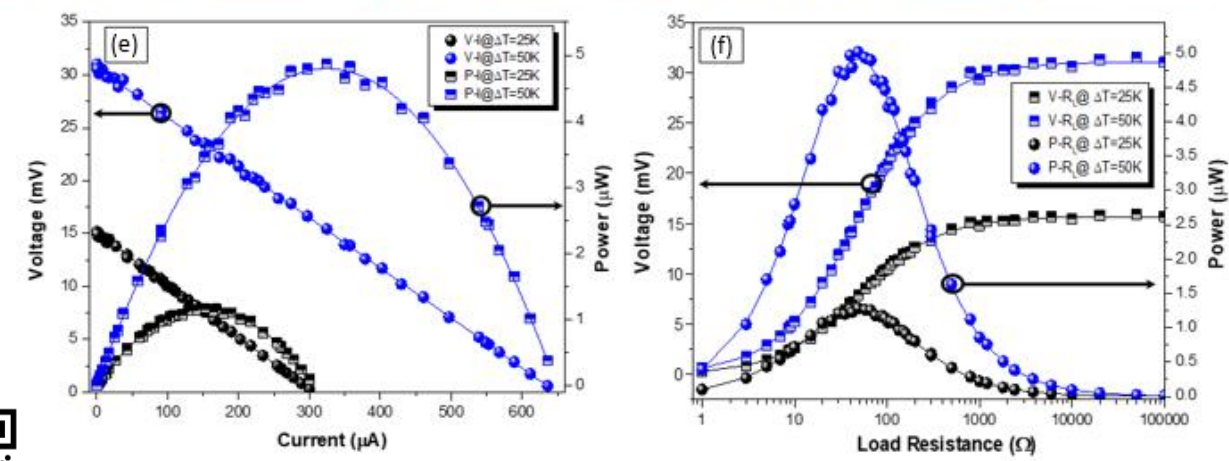 (e)
V-I@ΔT=25K
V-I@ΔT=50K
P-I@ΔT=25K
P-I@ΔT=50K
35
30
25
20
15
10
5
0
Voltage (mV)
0 100 200 300 400 500 600
Current (μA)
5
4
3
2
1
0
Power (μW)
(f)
V-R_L@ ΔT=25K
V-R_L@ ΔT=50K
P-R_L@ ΔT=25K
P-R_L@ ΔT=50K
35
30
25
20
15
10
5
0
Voltage (mV)
1 10 100 1000 10000 100000
Load Resistance (Ω)
5.0
4.5
4.0
3.5
3.0
2.5
2.0
1.5
1.0
0.5
0.0
Power (μW)